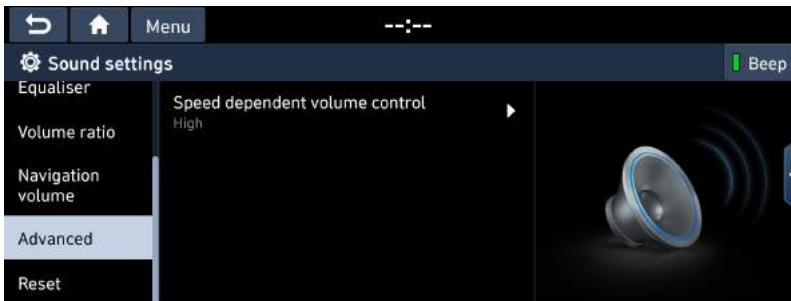 Menu
--:--
Sound settings
Beep
Equaliser
Volume ratio
Navigation
volume
Advanced
Reset
Speed dependent volume control
High